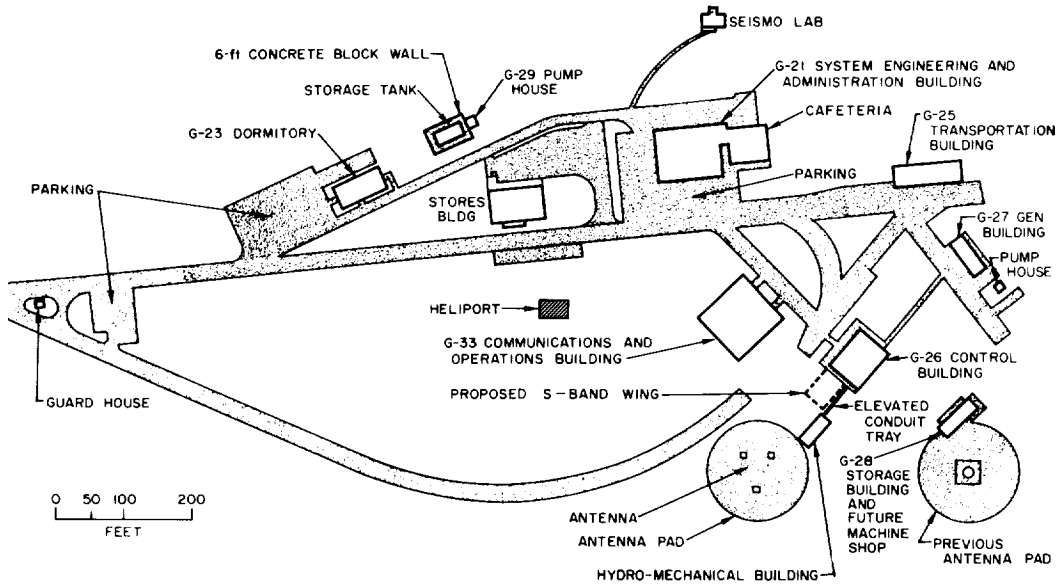 SEISMO LAB
6-ft CONCRETE BLOCK WALL
G-29 PUMP
HOUSE
G-21 SYSTEM ENGINEERING AND
ADMINISTRATION BUILDING
STORAGE TANK
CAFETERIA
G-23 DORMITORY
G-25
TRANSPORTATION
BUILDING
PARKING
STORES
BLDG
PARKING
G-27 GEN
BUILDING
PUMP
HOUSE
HELIPORT
G-33 COMMUNICATIONS AND
OPERATIONS BUILDING
G-26 CONTROL
BUILDING
PROPOSED S-BAND WING
GUARD HOUSE
ELEVATED
CONDUIT
TRAY
G-28
STORAGE
BUILDING
AND
FUTURE
MACHINE
SHOP
0 50 100 200
FEET
ANTENNA
ANTENNA PAD
PREVIOUS
ANTENNA PAD
HYDRO-MECHANICAL BUILDING